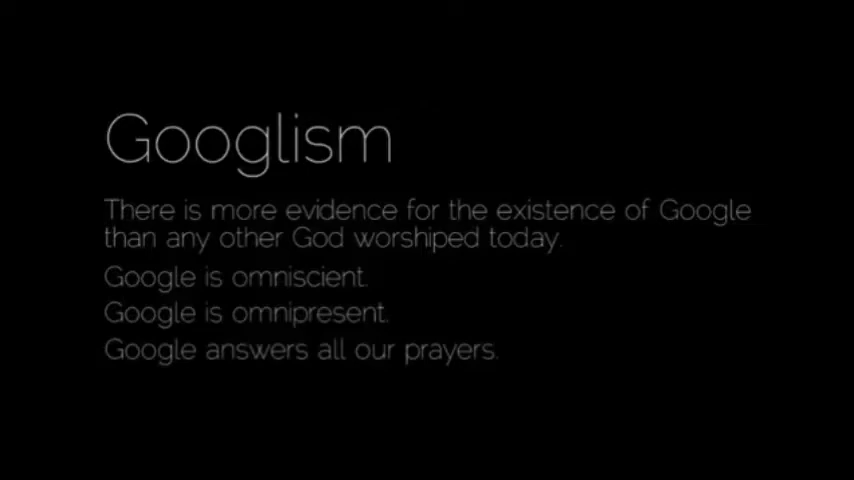 Googlism
There is more evidence for the existence of Google
than any other God worshiped today.
Google is omniscient.
Google is omnipresent.
Google answers all our prayers.